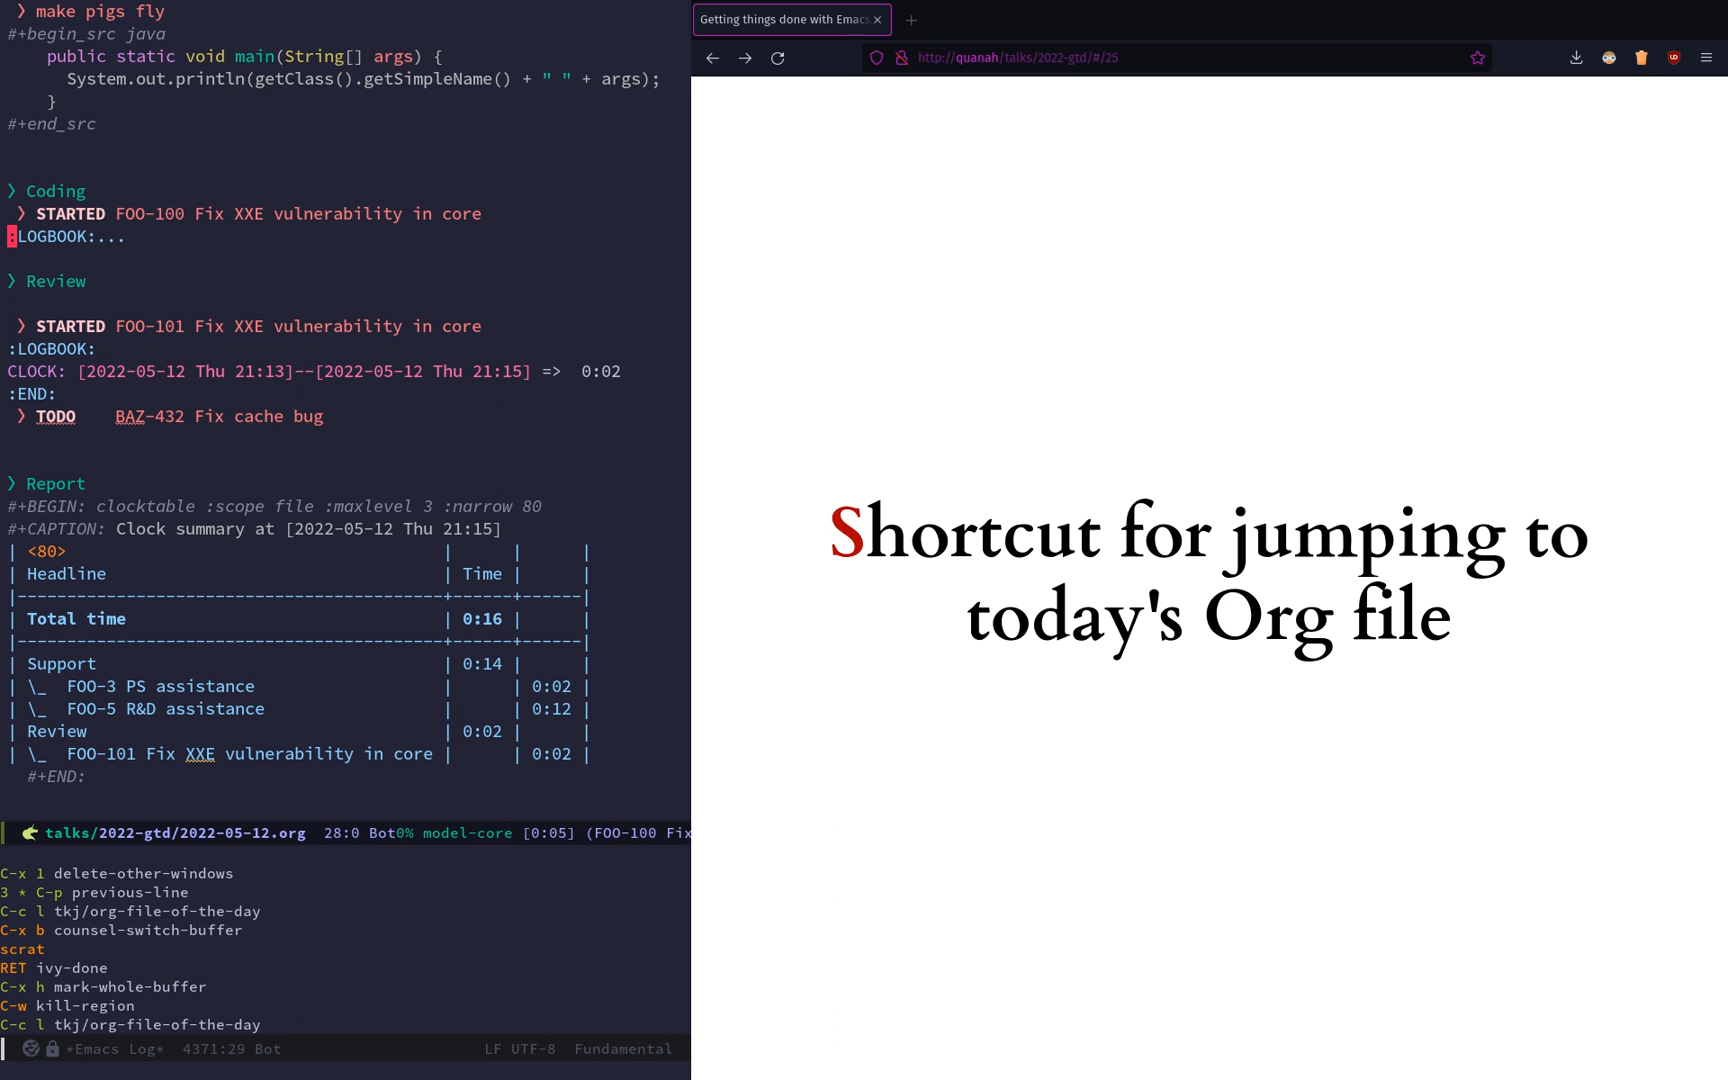 ❯ make pigs fly
#+begin_src java
    public static void main(String[] args) {
      System.out.println(getClass().getSimpleName() + " " + args);
    }
#+end_src
❯ Coding
❯ STARTED FOO-100 Fix XXE vulnerability in core
:LOGBOOK:...
❯ Review
❯ STARTED FOO-101 Fix XXE vulnerability in core
:LOGBOOK:
CLOCK: [2022-05-12 Thu 21:13]--[2022-05-12 Thu 21:15] =>  0:02
:END:
❯ TODO    BAZ-432 Fix cache bug
❯ Report
#+BEGIN: clocktable :scope file :maxlevel 3 :narrow 80
#+CAPTION: Clock summary at [2022-05-12 Thu 21:15]
| <80>                                      |      |      |
| Headline                                  | Time |      |
|-------------------------------------------+------+------|
| Total time                                | 0:16 |      |
|-------------------------------------------+------+------|
| Support                                   | 0:14 |      |
| \_  FOO-3 PS assistance                   |      | 0:02 |
| \_  FOO-5 R&D assistance                  |      | 0:12 |
| Review                                    | 0:02 |      |
| \_  FOO-101 Fix XXE vulnerability in core |      | 0:02 |
  #+END:
talks/2022-gtd/2022-05-12.org  28:0 Bot0% model-core [0:05] (FOO-100 Fix
C-x 1 delete-other-windows
3 * C-p previous-line
C-c l tkj/org-file-of-the-day
C-x b counsel-switch-buffer
scrat
RET ivy-done
C-x h mark-whole-buffer
C-w kill-region
C-c l tkj/org-file-of-the-day
*Emacs Log*  4371:29 Bot  LF UTF-8  Fundamental
Getting things done with Emacs
http://quanah/talks/2022-gtd/#/25
Shortcut for jumping to
today's Org file